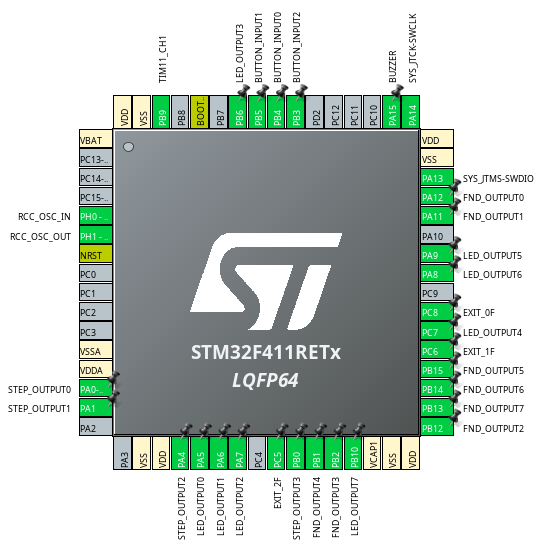 TIM11_CH1
LED_OUTPUT3
BUTTON_INPUT1
BUTTON_INPUT0
BUTTON_INPUT2
BUZZER
SYS_JTCK-SWCLK
VDD
VSS
PB9
PB8
BOOT..
PB7
PB6
PB5
PB4
PB3
PD2
PC12
PC11
PC10
PA15
PA14
VBAT
PC13-..
PC14-..
PC15-..
RCC_OSC_IN PH0 - ..
RCC_OSC_OUT PH1 - ..
NRST
PC0
PC1
PC2
PC3
VSSA
VDDA
STEP_OUTPUT0 PA0-..
STEP_OUTPUT1 PA1
PA2
STM32F411RETx
LQFP64
VDD
VSS
PA13 SYS_JTMS-SWDIO
PA12 FND_OUTPUT0
PA11 FND_OUTPUT1
PA10
PA9 LED_OUTPUT5
PA8 LED_OUTPUT6
PC9
PC8 EXIT_0F
PC7 LED_OUTPUT4
PC6 EXIT_1F
PB15 FND_OUTPUT5
PB14 FND_OUTPUT6
PB13 FND_OUTPUT7
PB12 FND_OUTPUT2
PA3
VSS
VDD
PA4
PA5
PA6
PA7
PC4
PC5
PB0
PB1
PB2
PB10
VCAP1
VSS
VDD
STEP_OUTPUT2
LED_OUTPUT0
LED_OUTPUT1
LED_OUTPUT2
EXIT_2F
STEP_OUTPUT3
FND_OUTPUT4
FND_OUTPUT3
LED_OUTPUT7